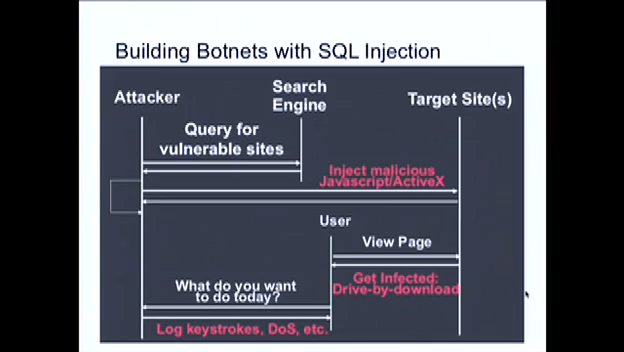 Building Botnets with SQL Injection
Attacker
Search
Engine
Target Site(s)
Query for
vulnerable sites
Inject malicious
Javascript/ActiveX
User
View Page
Get Infected:
Drive-by-download
What do you want
to do today?
Log keystrokes, DoS, etc.